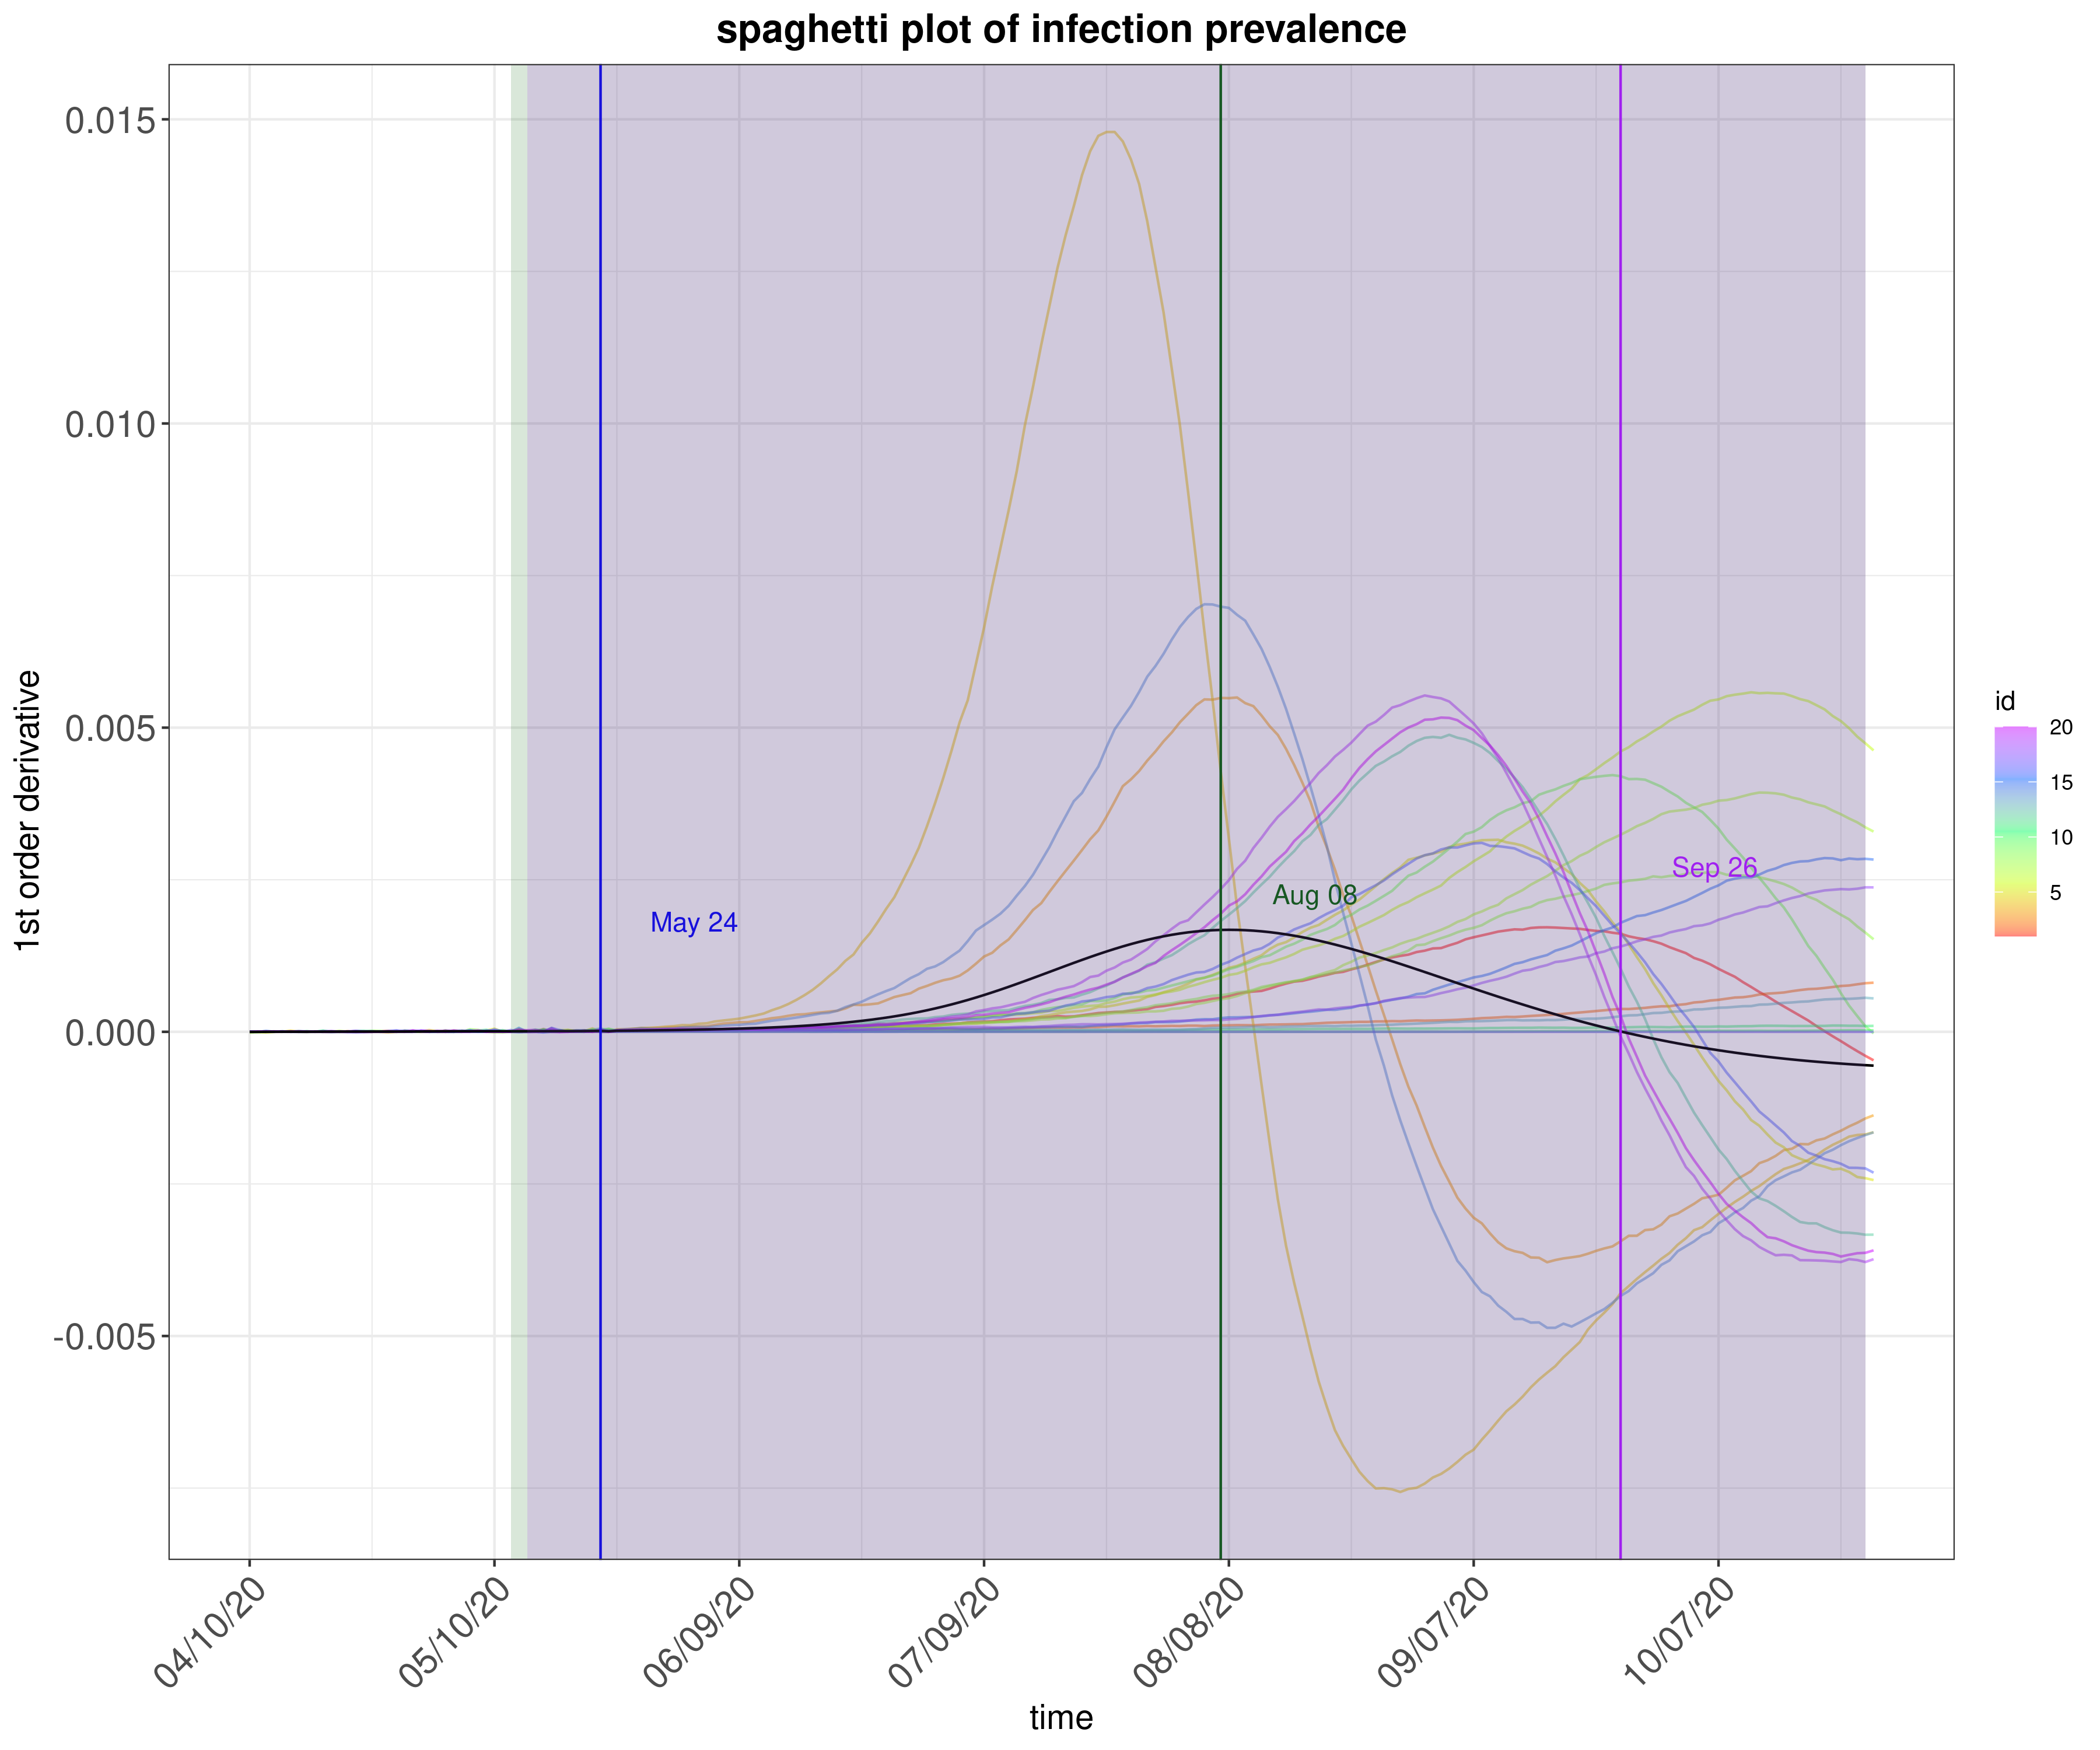 spaghetti plot of infection prevalence
0.015
0.010
0.005
0.000
-0.005
1st order derivative
May 24
Aug 08
Sep 26
04/10/20
05/10/20
06/09/20
07/09/20
08/08/20
09/07/20
10/07/20
time
id
20
15
10
5